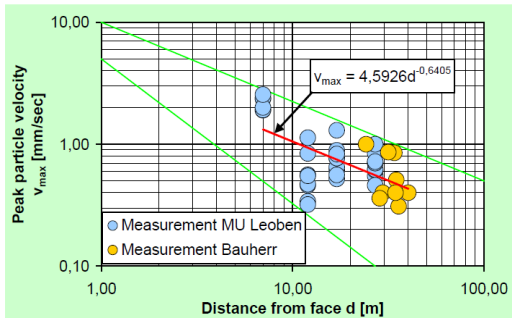 10,00
1,00
0,10
Peak particle velocity
vmax [mm/sec]
vmax = 4,5926d-0,6405
Measurement MU Leoben
Measurement Bauherr
1,00 10,00 100,00
Distance from face d [m]